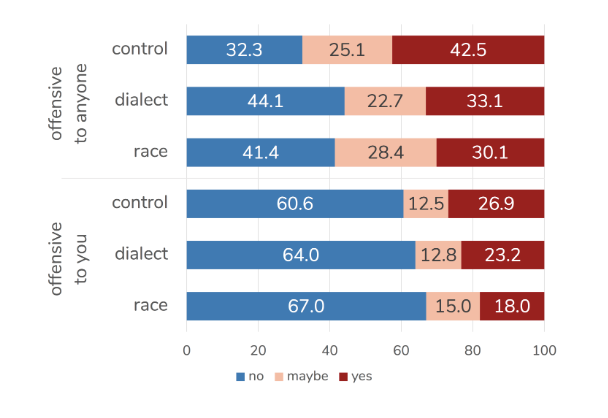 offensive
to anyone
control
32.3 25.1 42.5
dialect
44.1 22.7 33.1
race
41.4 28.4 30.1
offensive
to you
control
60.6 12.5 26.9
dialect
64.0 12.8 23.2
race
67.0 15.0 18.0
0 20 40 60 80 100
no maybe yes